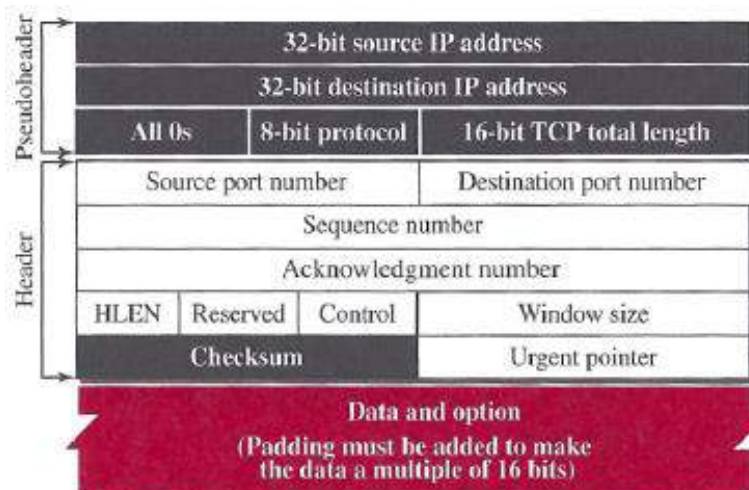 Pseudoheader
32-bit source IP address
32-bit destination IP address
All 0s 8-bit protocol 16-bit TCP total length
Header
Source port number Destination port number
Sequence number
Acknowledgment number
HLEN Reserved Control Window size
Checksum Urgent pointer
Data and option
(Padding must be added to make
the data a multiple of 16 bits)